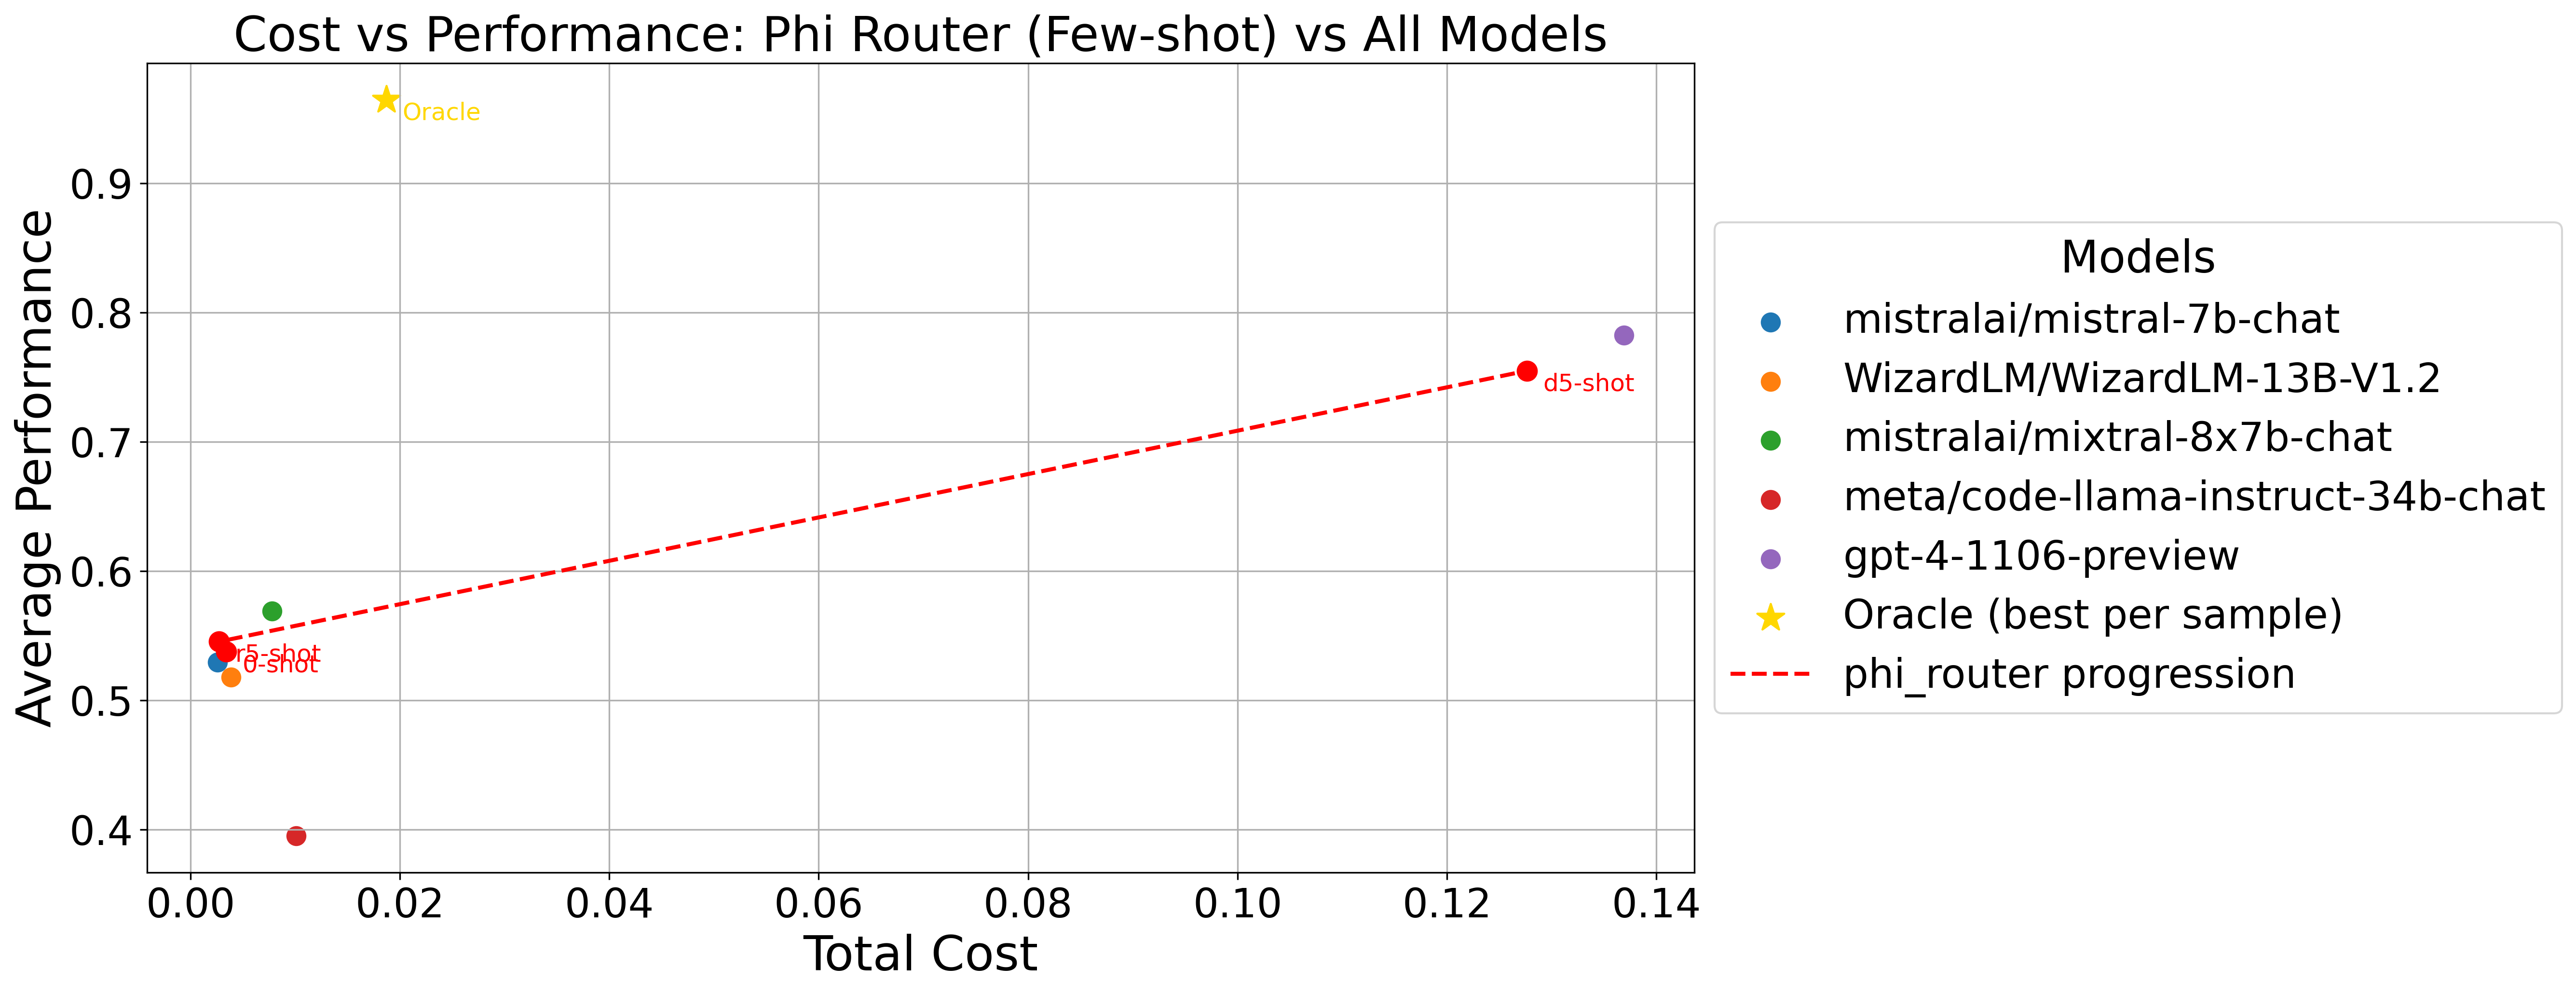 Cost vs Performance: Phi Router (Few-shot) vs All Models
Average Performance
0.9
0.8
0.7
0.6
0.5
0.4
Oracle
d5-shot
r5-shot
0-shot
0.00
0.02
0.04
0.06
0.08
0.10
0.12
0.14
Total Cost
Models
mistralai/mistral-7b-chat
WizardLM/WizardLM-13B-V1.2
mistralai/mixtral-8x7b-chat
meta/code-llama-instruct-34b-chat
gpt-4-1106-preview
Oracle (best per sample)
phi_router progression